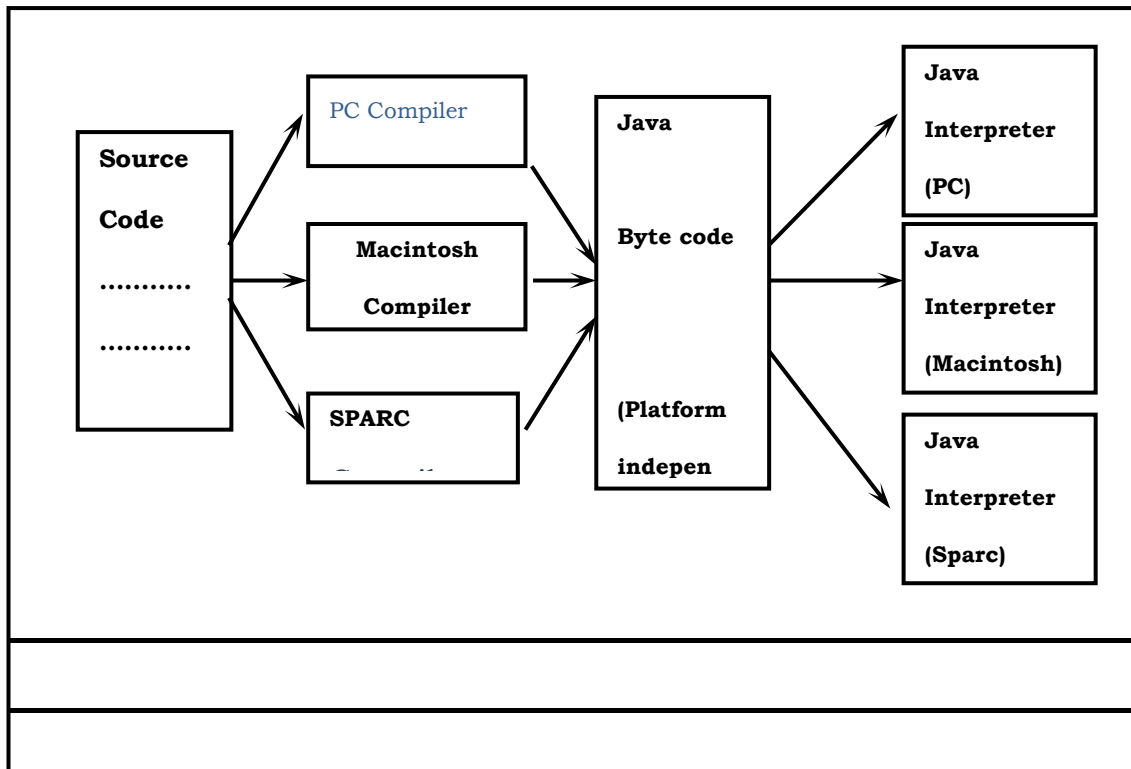 Source
Code
...........
...........
PC Compiler
Macintosh
Compiler
SPARC
Java
Byte code
(Platform
indepen
Java
Interpreter
(PC)
Java
Interpreter
(Macintosh)
Java
Interpreter
(Sparc)